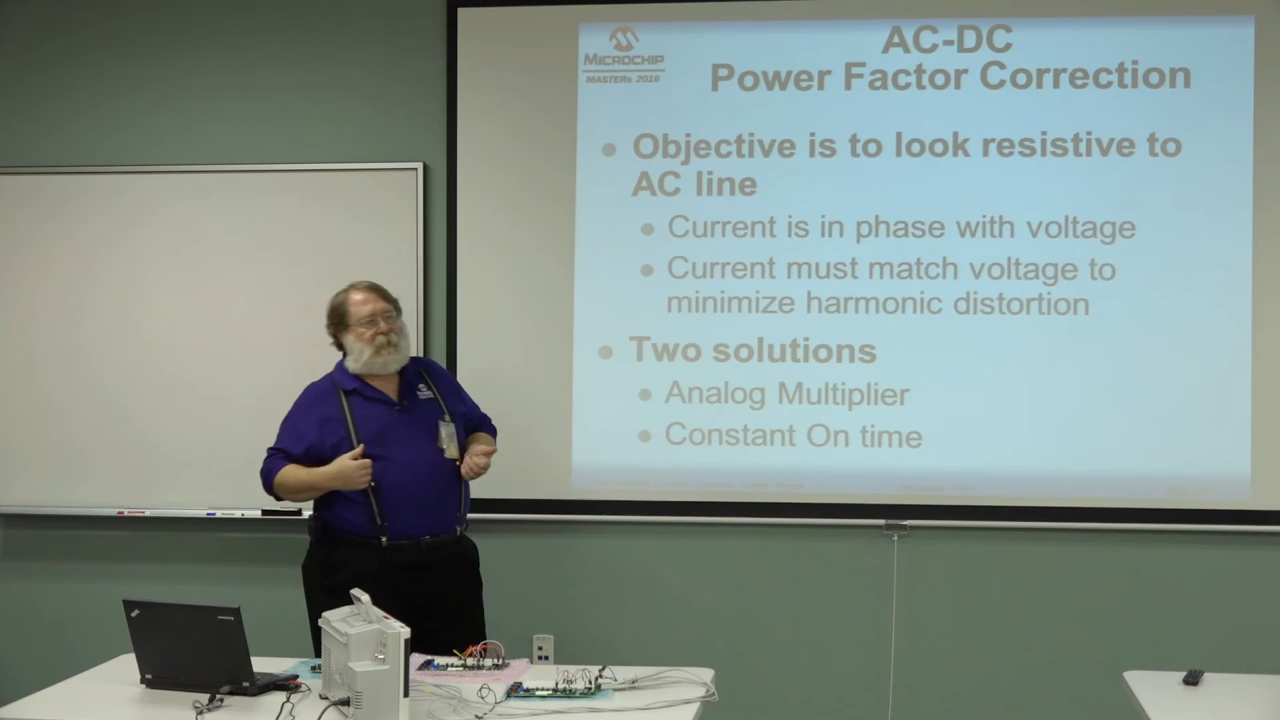 MICROCHIP
MASTERs 2016
AC-DC
Power Factor Correction
Objective is to look resistive to
AC line
Current is in phase with voltage
Current must match voltage to
minimize harmonic distortion
Two solutions
Analog Multiplier
Constant On time